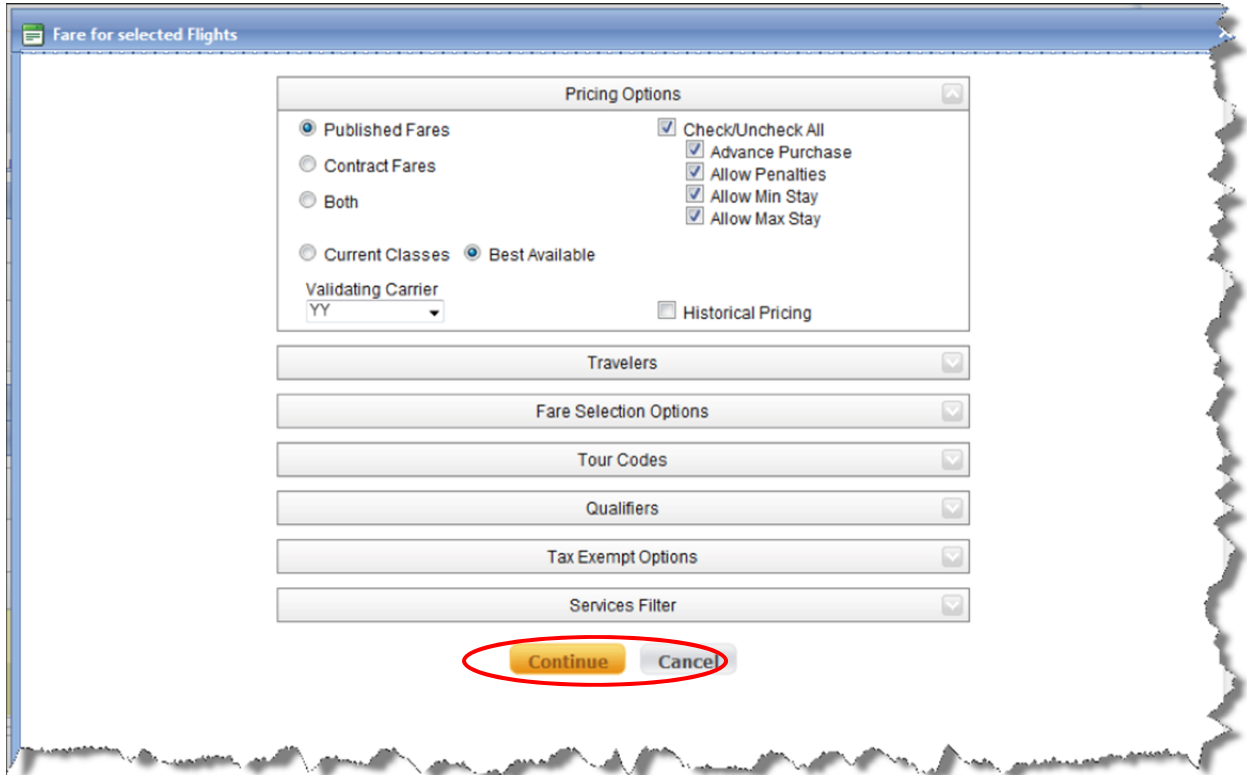 Fare for selected Flights
Pricing Options
Published Fares
Check/Uncheck All
Advance Purchase
Contract Fares
Allow Penalties
Allow Min Stay
Both
Allow Max Stay
Current Classes Best Available
Validating Carrier
YY
Historical Pricing
Travelers
Fare Selection Options
Tour Codes
Qualifiers
Tax Exempt Options
Services Filter
Continue Cancel